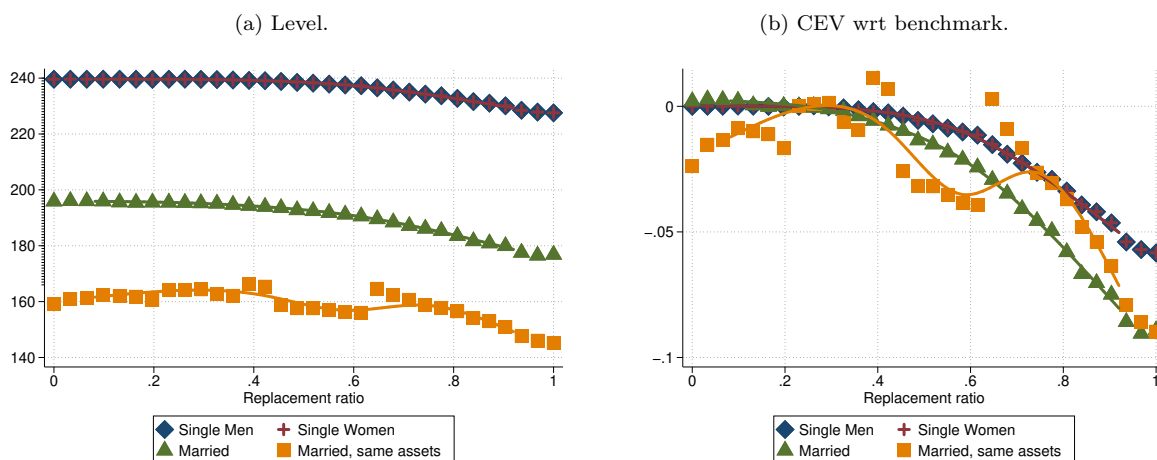 (a) Level.
240
220
200
180
160
140
0 .2 .4 .6 .8 1
Replacement ratio
Single Men Single Women
Married Married, same assets
(b) CEV wrt benchmark.
0
−.05
−.1
0 .2 .4 .6 .8 1
Replacement ratio
Single Men Single Women
Married Married, same assets